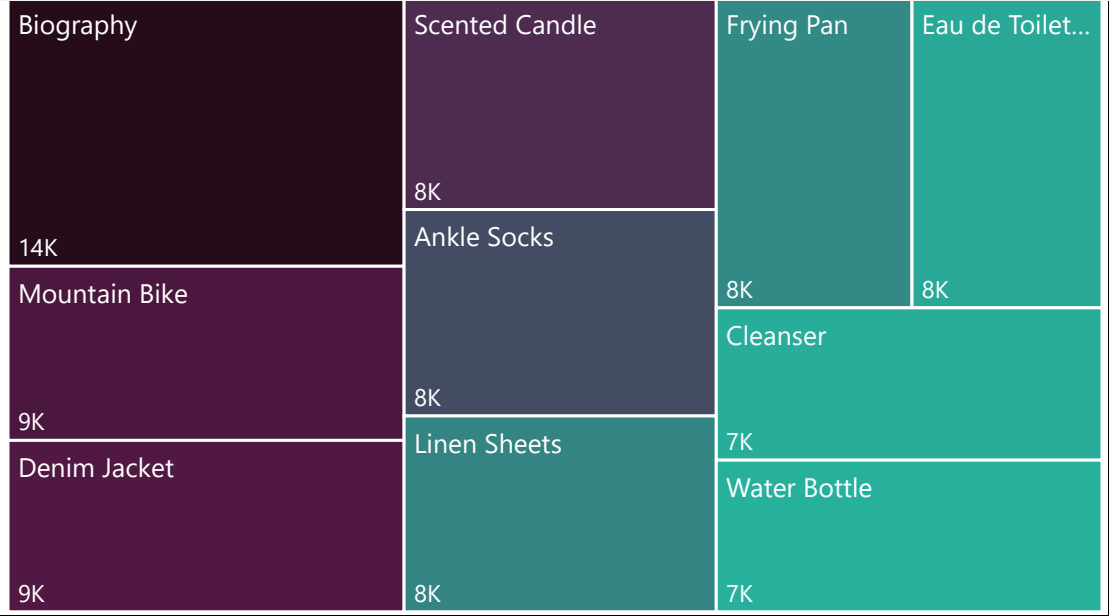 Biography
14K
Mountain Bike
9K
Denim Jacket
9K
Scented Candle
8K
Ankle Socks
8K
Linen Sheets
8K
Frying Pan
8K
Eau de Toilet...
8K
Cleanser
7K
Water Bottle
7K